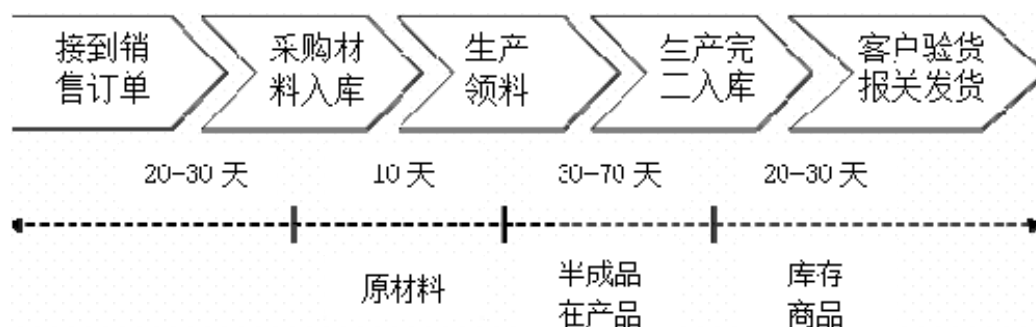 接到销
售订单
采购材
料入库
生产
领料
生产完
工入库
客户验货
报关发货
20-30 天
10 天
30-70 天
20-30 天
原材料
半成品
在产品
库存
商品